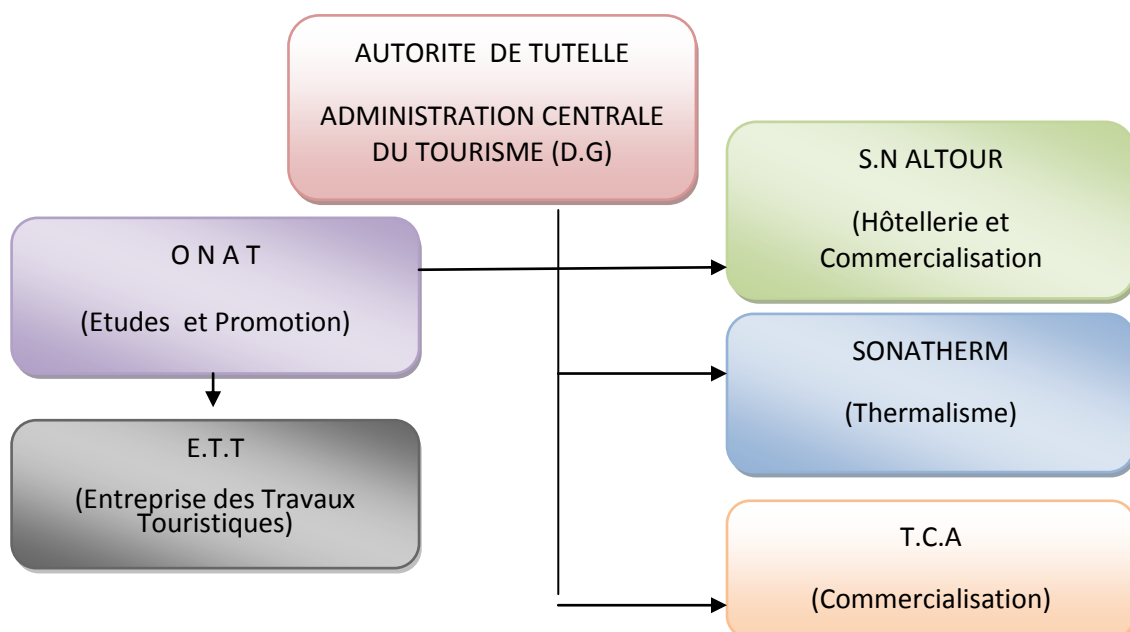 AUTORITE DE TUTELLE
ADMINISTRATION CENTRALE
DU TOURISME (D.G)
S.N ALTOUR
(Hôtellerie et
Commercialisation
O N A T
(Etudes et Promotion)
SONATHERM
(Thermalisme)
E.T.T
(Entreprise des Travaux
Touristiques)
T.C.A
(Commercialisation)